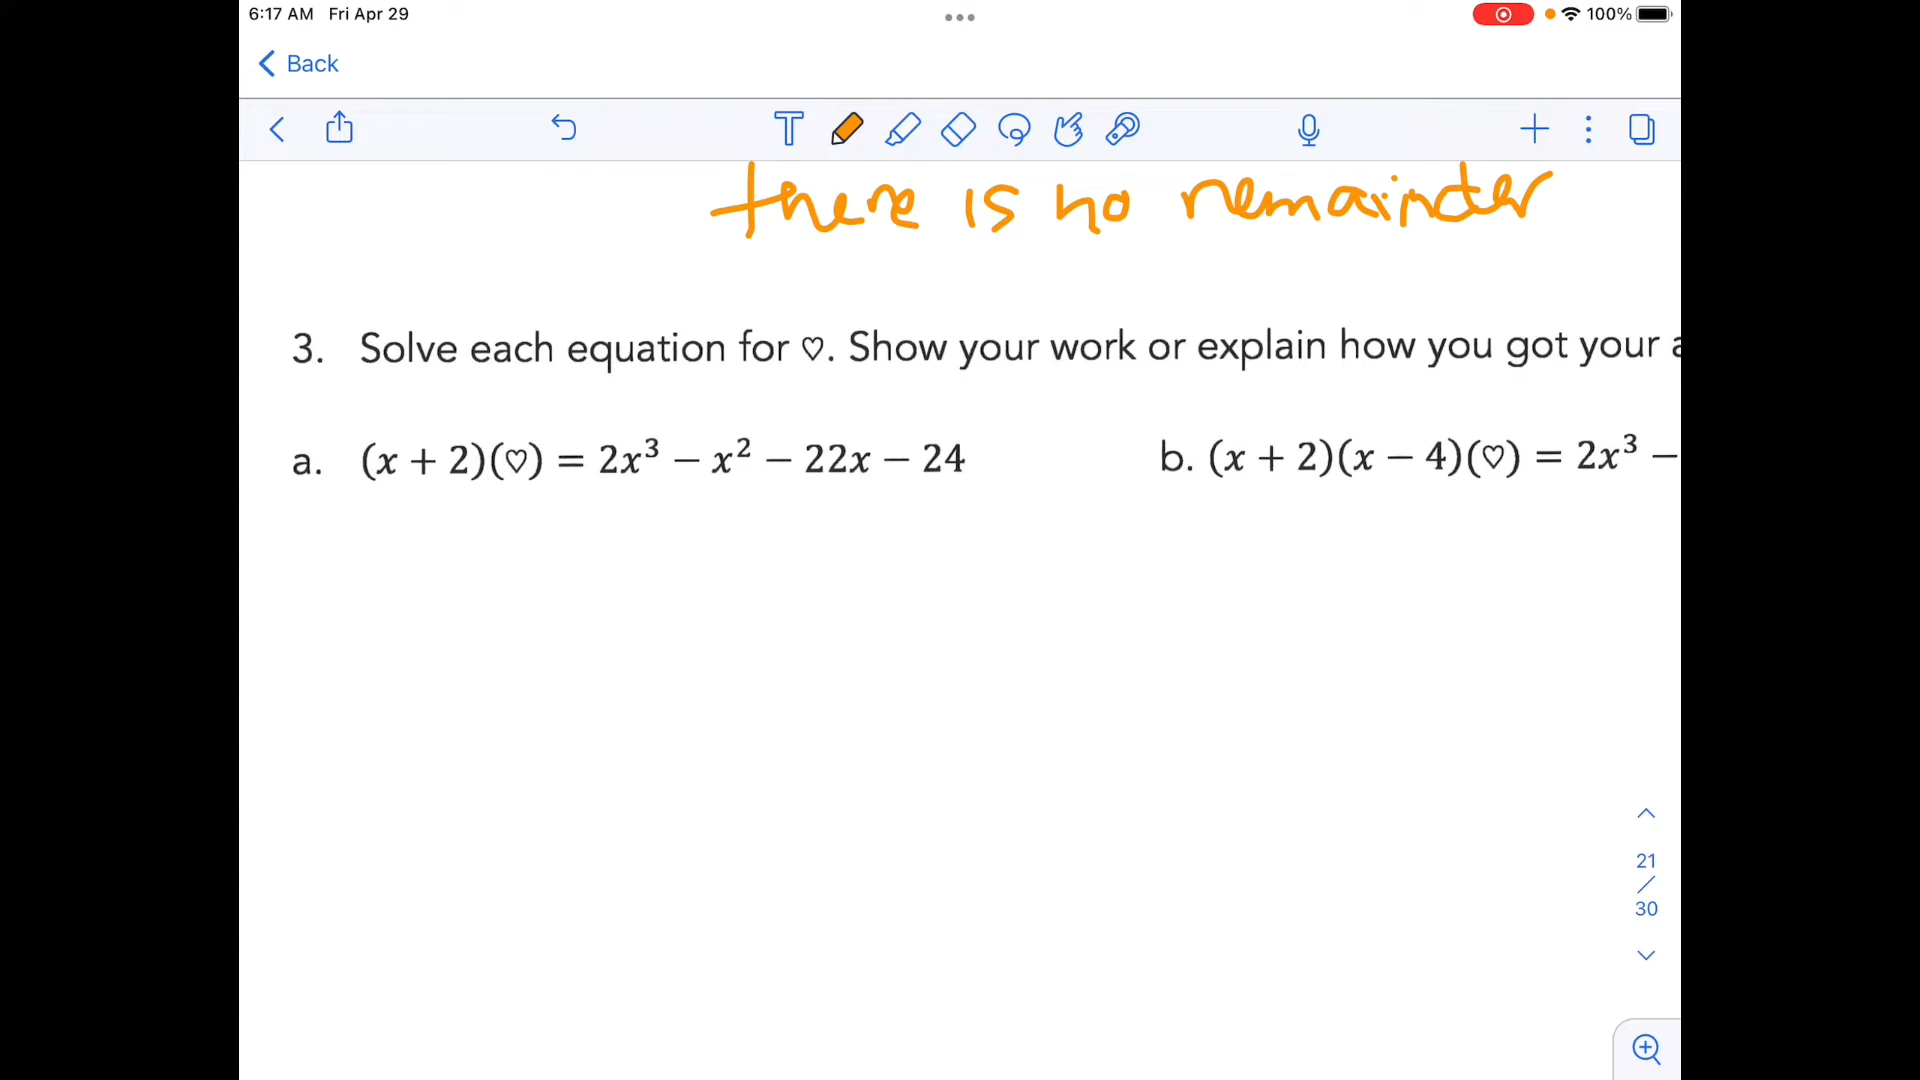 6:17 AM Fri Apr 29
100%
Back
there is no remainder
3. Solve each equation for ♡. Show your work or explain how you got your a
a. (x + 2)(♡) = 2x³ − x² − 22x − 24
b. (x + 2)(x − 4)(♡) = 2x³ −
21
/
30